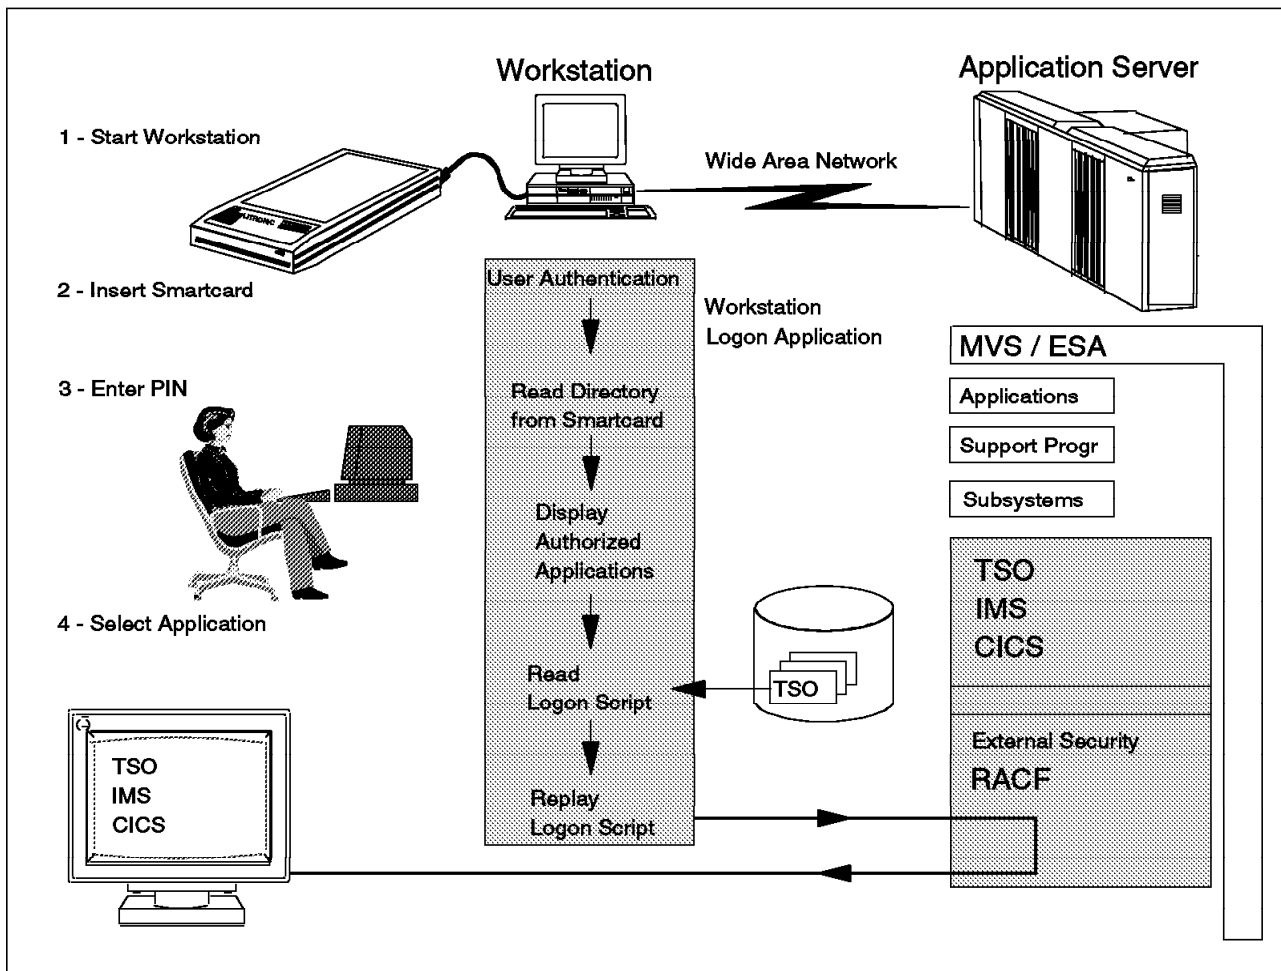 Workstation
Application Server
1 - Start Workstation
Wide Area Network
LITRONIC
2 - Insert Smartcard
User Authentication
Workstation
Logon Application
MVS / ESA
3 - Enter PIN
Read Directory
from Smartcard
Applications
Support Progr
Subsystems
Display
Authorized
Applications
TSO
IMS
CICS
4 - Select Application
Read
Logon Script
TSO
External Security
RACF
TSO
IMS
CICS
Replay
Logon Script